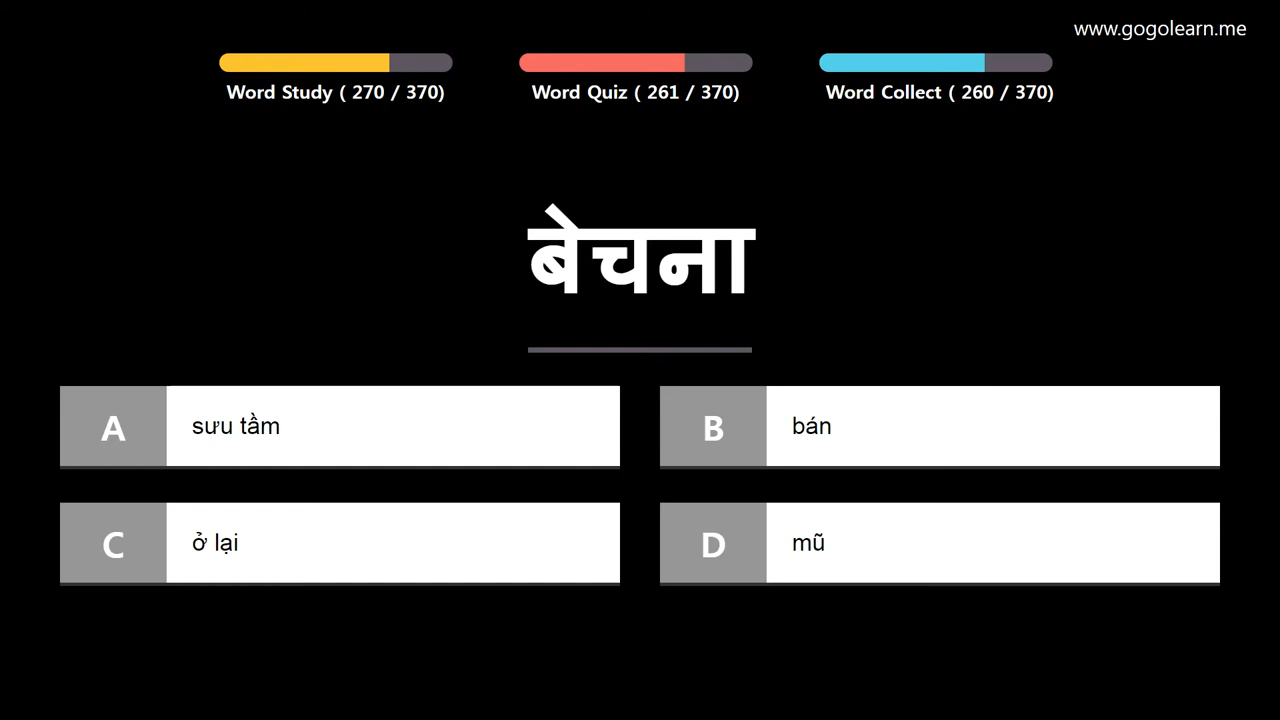 www.gogolearn.me
Word Study ( 270 / 370)
Word Quiz ( 261 / 370)
Word Collect ( 260 / 370)
बेचना
A
sưu tầm
B
bán
C
ở lại
D
mũ